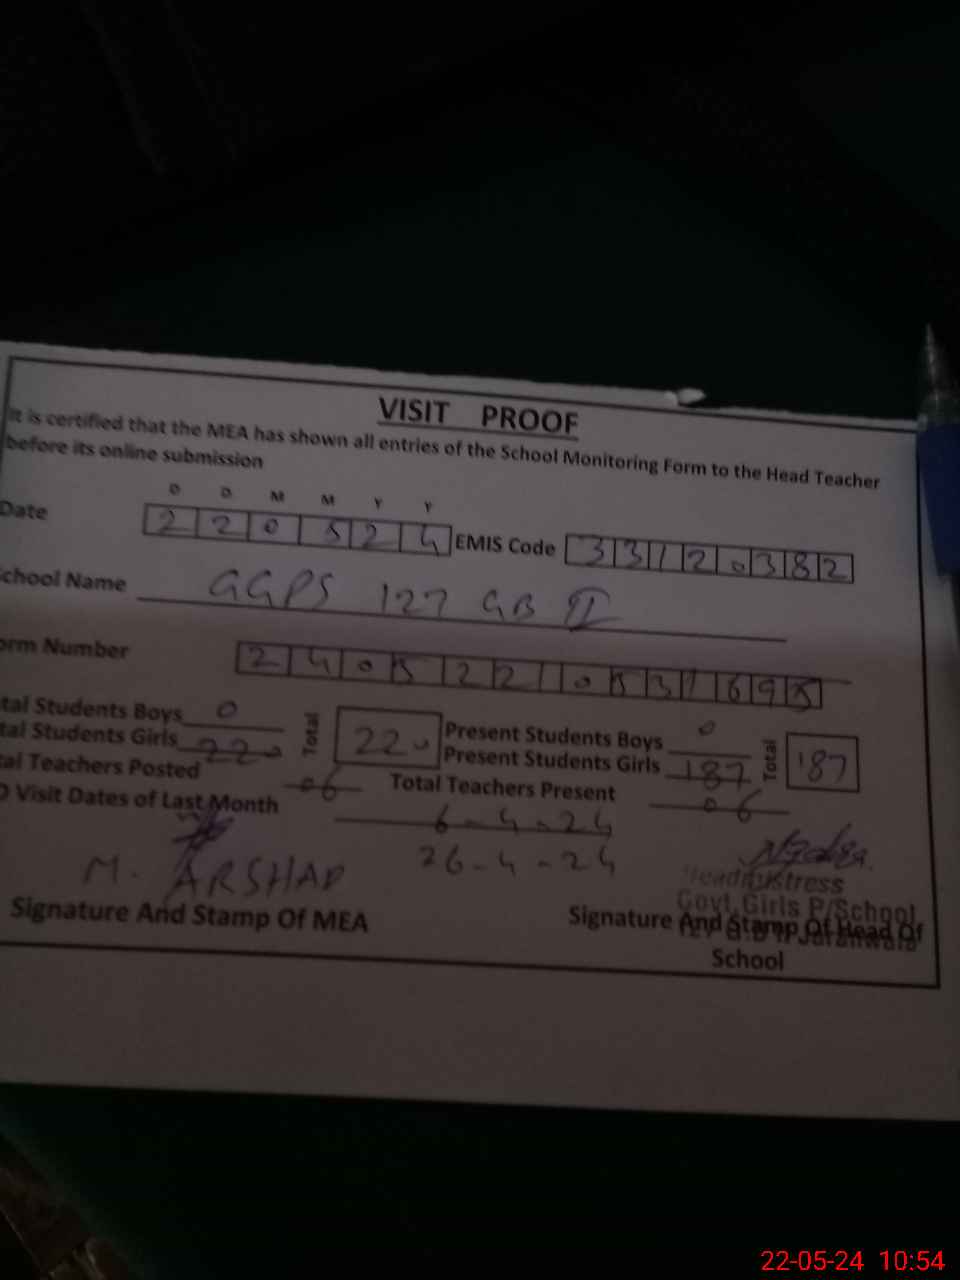 VISIT PROOF
It is certified that the MEA has shown all entries of the School Monitoring Form to the Head Teacher
before its online submission
D D M M Y Y
Date 2 2 0 5 2 4 EMIS Code 3 3 1 2 0 3 8 2
School Name GGPS 127 GB II
orm Number 2 4 0 5 2 2 1 0 5 3 1 6 9 5
tal Students Boys 0 Total 220 Present Students Boys 0 Total 187
tal Students Girls 220 Present Students Girls 187
tal Teachers Posted 06 Total Teachers Present 06
O Visit Dates of Last Month 6-4-24
26-4-24
M. ARSHAD
Headmistress
Govt. Girls P/School
Jaranwala
Signature And Stamp Of MEA Signature And Stamp Of Head Of
School
22-05-24 10:54